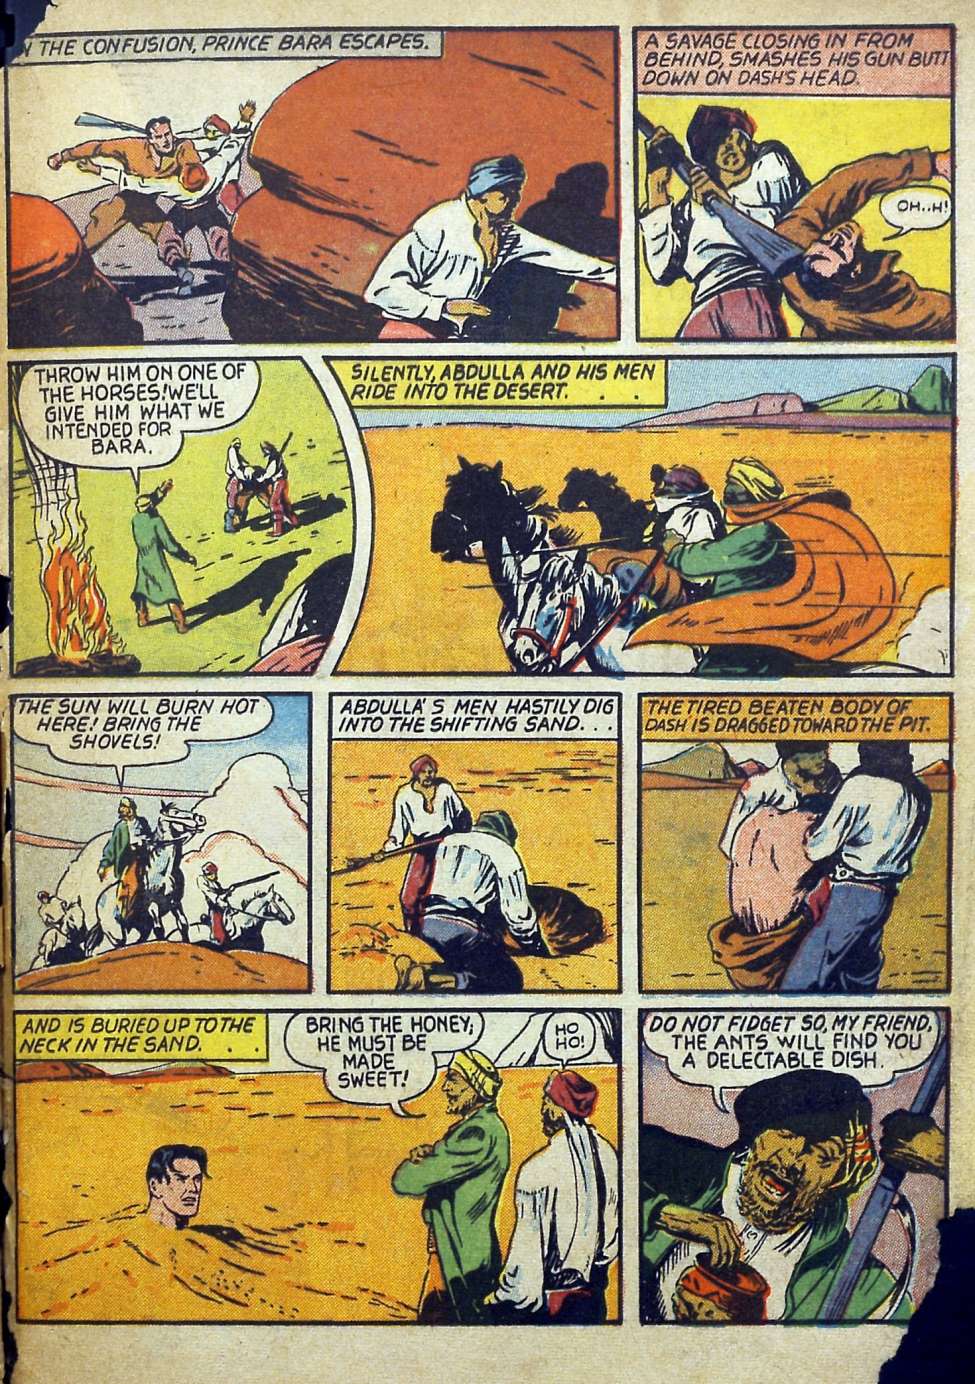 N THE CONFUSION, PRINCE BARA ESCAPES.
A SAVAGE CLOSING IN FROM
BEHIND, SMASHES HIS GUN BUTT
DOWN ON DASH'S HEAD.
OH..H!
THROW HIM ON ONE OF
THE HORSES! WE'LL
GIVE HIM WHAT WE
INTENDED FOR
BARA.
SILENTLY, ABDULLA AND HIS MEN
RIDE INTO THE DESERT. . .
THE SUN WILL BURN HOT
HERE! BRING THE
SHOVELS!
ABDULLA'S MEN HASTILY DIG
INTO THE SHIFTING SAND. . .
THE TIRED BEATEN BODY OF
DASH IS DRAGGED TOWARD THE PIT.
AND IS BURIED UP TO THE
NECK IN THE SAND. . .
BRING THE HONEY;
HE MUST BE
MADE
SWEET!
HO
HO!
DO NOT FIDGET SO, MY FRIEND,
THE ANTS WILL FIND YOU
A DELECTABLE DISH.